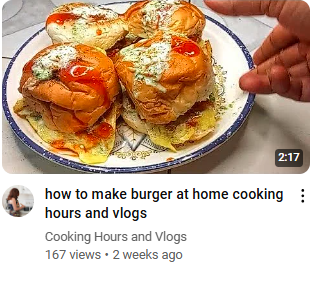 2:17
how to make burger at home cooking
hours and vlogs
Cooking Hours and Vlogs
167 views • 2 weeks ago